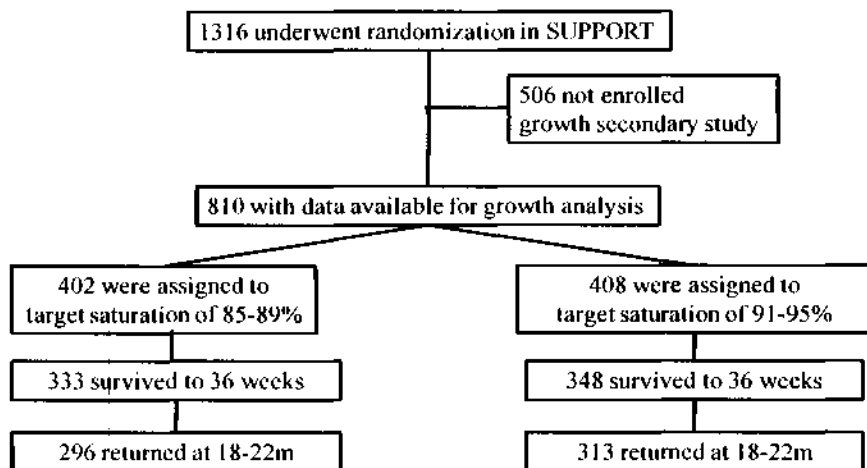 1316 underwent randomization in SUPPORT
506 not enrolled
growth secondary study
810 with data available for growth analysis
402 were assigned to
target saturation of 85-89%
408 were assigned to
target saturation of 91-95%
333 survived to 36 weeks
348 survived to 36 weeks
296 returned at 18-22m
313 returned at 18-22m